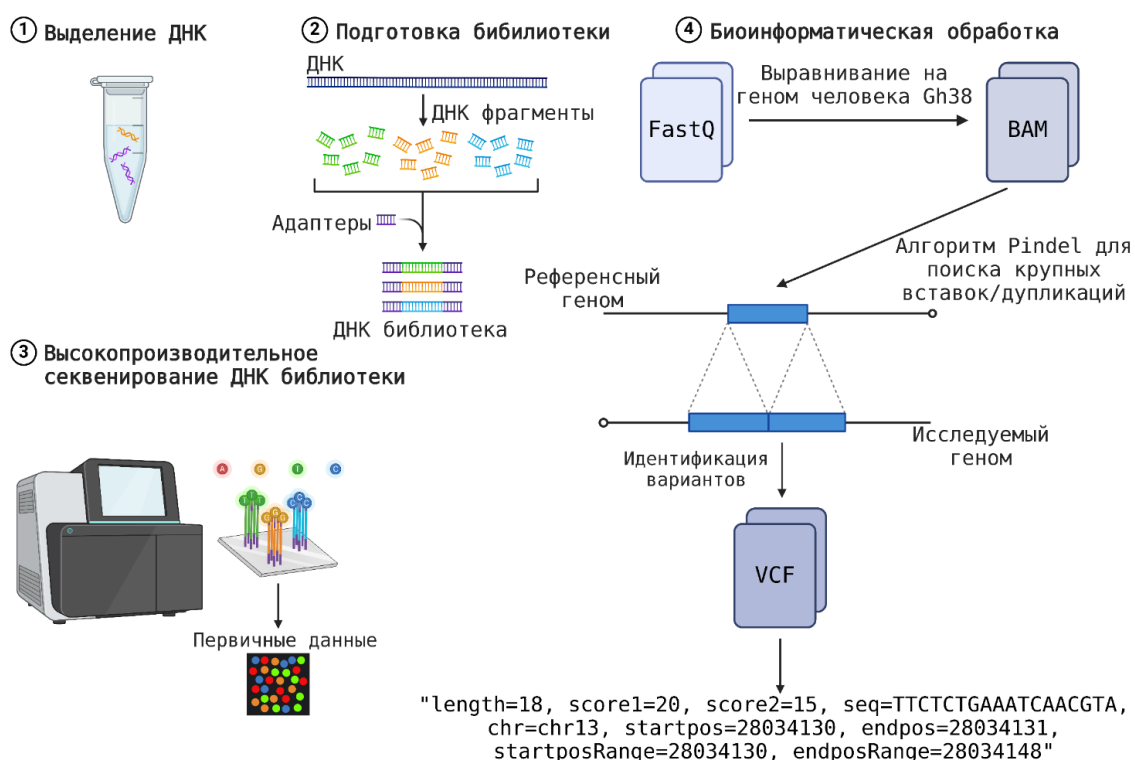 1 Выделение ДНК
2 Подготовка бибилиотеки
ДНК
ДНК фрагменты
Адаптеры
ДНК библиотека
3 Высокопроизводительное
секвенирование ДНК библиотеки
A G T C
T T T
G G G
C C C
Первичные данные
4 Биоинформатическая обработка
FastQ
Выравнивание на
геном человека Gh38
BAM
Алгоритм Pindel для
поиска крупных
вставок/дупликаций
Референсный
геном
Исследуемый
геном
Идентификация
вариантов
VCF
"length=18, score1=20, score2=15, seq=TTCTCTGAAATCAACGTA,
chr=chr13, startpos=28034130, endpos=28034131,
startposRange=28034130, endposRange=28034148"